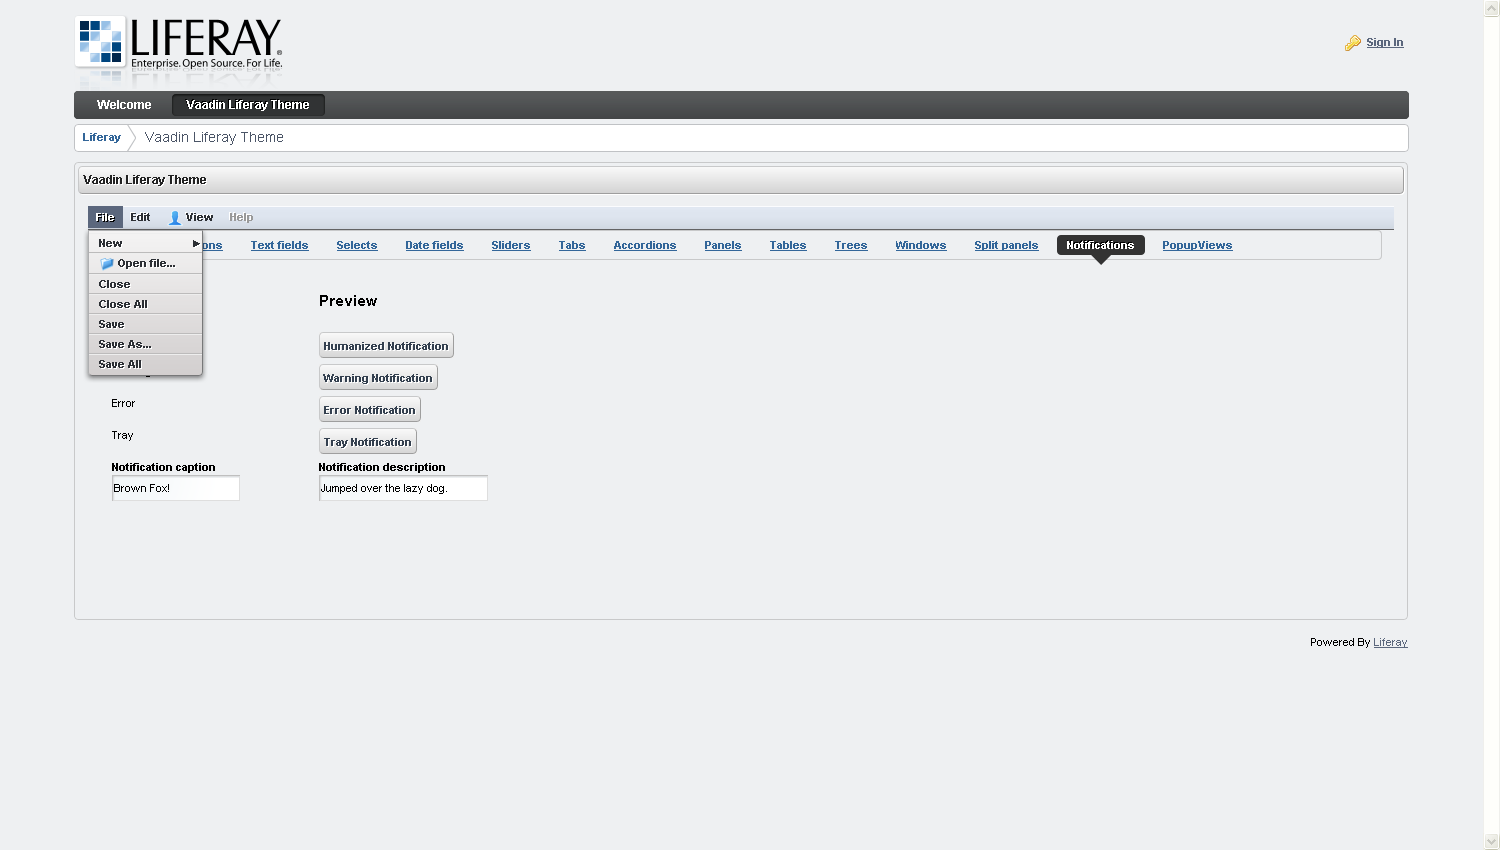 LIFERAY
Enterprise. Open Source. For Life.
Sign In
Welcome Vaadin Liferay Theme
Liferay Vaadin Liferay Theme
Vaadin Liferay Theme
File Edit View Help
ons Text fields Selects Date fields Sliders Tabs Accordions Panels Tables Trees Windows Split panels Notifications PopupViews
New
Open file...
Close
Close All
Save
Save As...
Save All
Preview
Humanized Notification
Warning Notification
Error Error Notification
Tray Tray Notification
Notification caption Notification description
Brown Fox! Jumped over the lazy dog.
Powered By Liferay